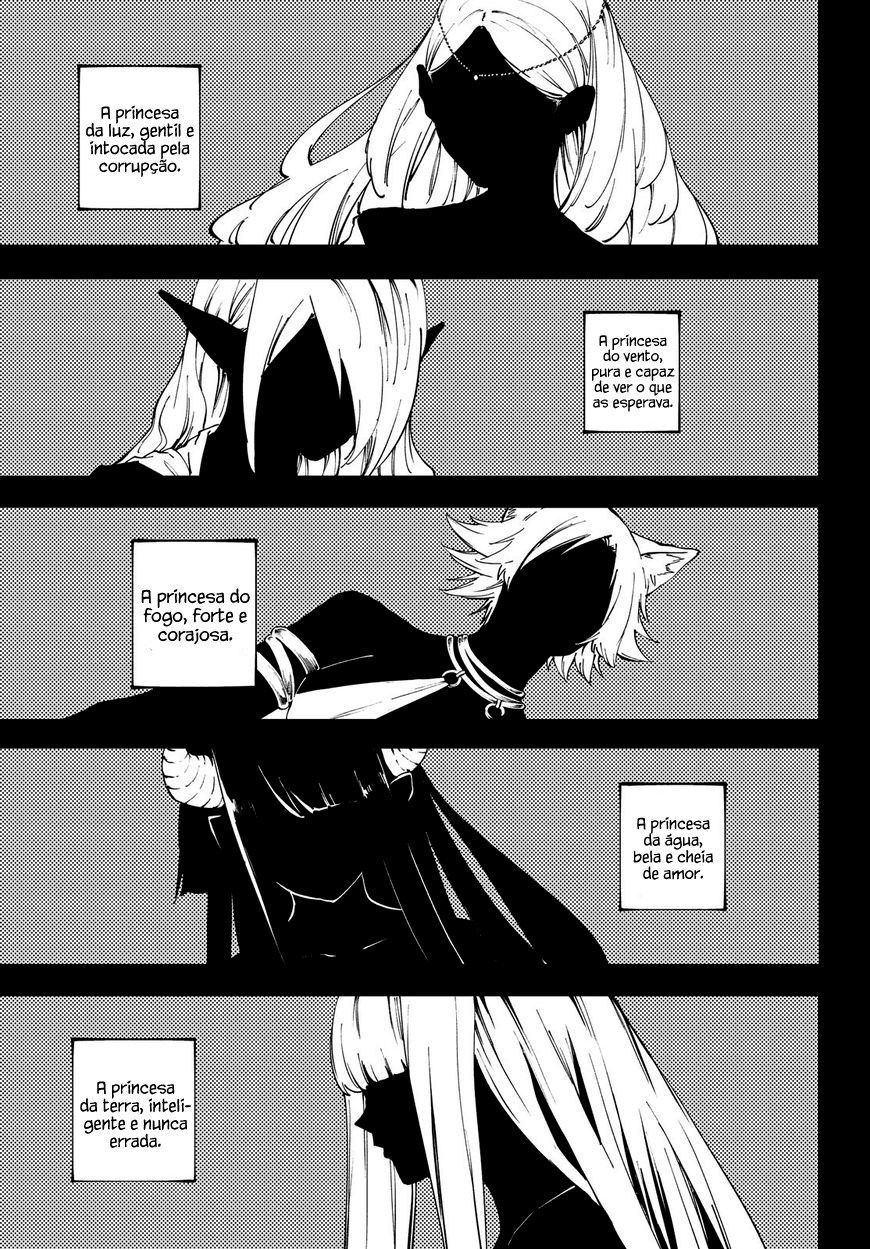 A princesa
da luz, gentil e
intocada pela
corrupção.
A princesa
do vento,
pura e capaz
de ver o que
as esperava.
A princesa do
fogo, forte e
corajosa.
A princesa
da água,
bela e cheia
de amor.
A princesa
da terra, inteli-
gente e nunca
errada.